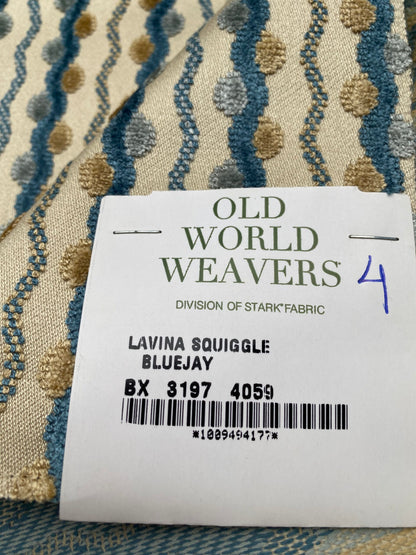 OLD
WORLD
WEAVERS
4
DIVISION OF STARK® FABRIC
LAVINA SQUIGGLE
BLUEJAY
BX 3197 4059
*1009494177*